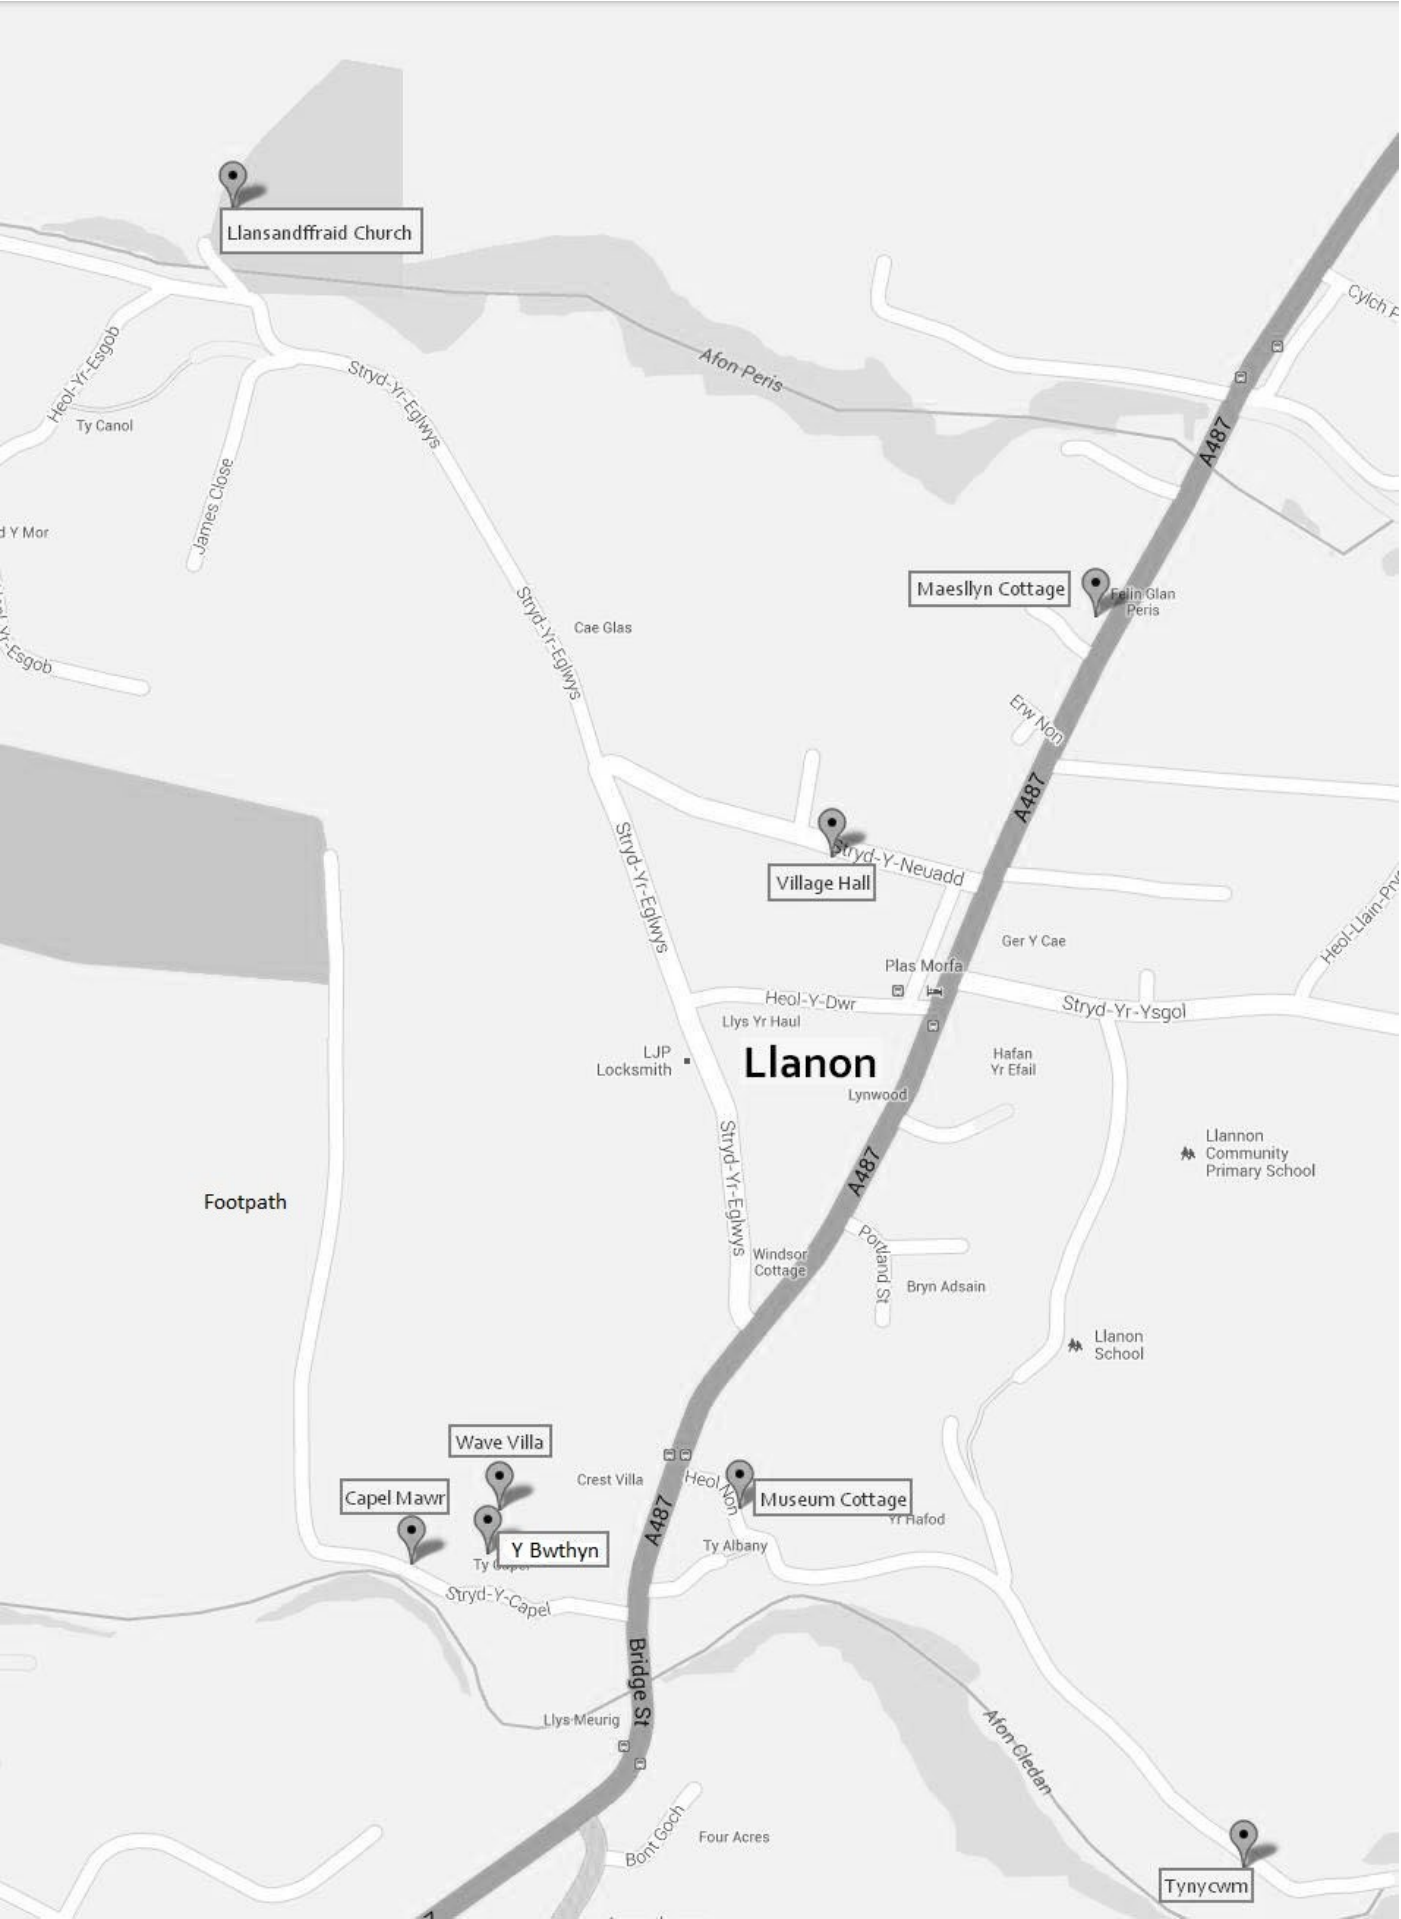 Llansandffraid Church
Cylch
Heol-Yr-Esgob
Stryd-Yr-Eglwys
Afon Peris
Ty Canol
A487
James Close
d Y Mor
Maesllyn Cottage
Felin Glan
Peris
Stryd-Yr-Eglwys
Cae Glas
Yr-Esgob
Erw Non
A487
Village Hall
Stryd-Y-Neuadd
Stryd-Yr-Eglwys
Ger Y Cae
Heol-Llain-
Plas Morfa
Heol-Y-Dwr
Stryd-Yr-Ysgol
Llys Yr Haul
LJP
Locksmith
Llanon
Hafan
Yr Efail
Lynwood
Stryd-Yr-Eglwys
A487
Llannon
Community
Primary School
Footpath
Windsor
Cottage
Portland St
Bryn Adsain
Llanon
School
Wave Villa
Crest Villa
Heol Non
Capel Mawr
Museum Cottage
A487
Yr Hafod
Y Bwthyn
Ty Albany
Ty Capel
Stryd-Y-Capel
Bridge St
Llys Meurig
Afon Cledan
Bont Goch
Four Acres
Tynycwm
7